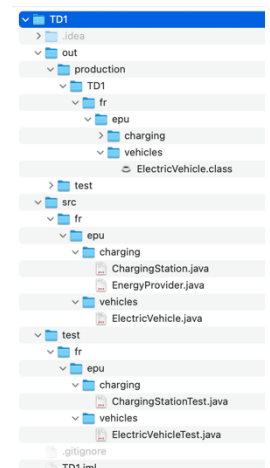 TD1
.idea
out
production
TD1
fr
epu
charging
vehicles
ElectricVehicle.class
test
src
fr
epu
charging
ChargingStation.java
EnergyProvider.java
vehicles
ElectricVehicle.java
test
fr
epu
charging
ChargingStationTest.java
vehicles
ElectricVehicleTest.java
.gitignore
TD1.iml